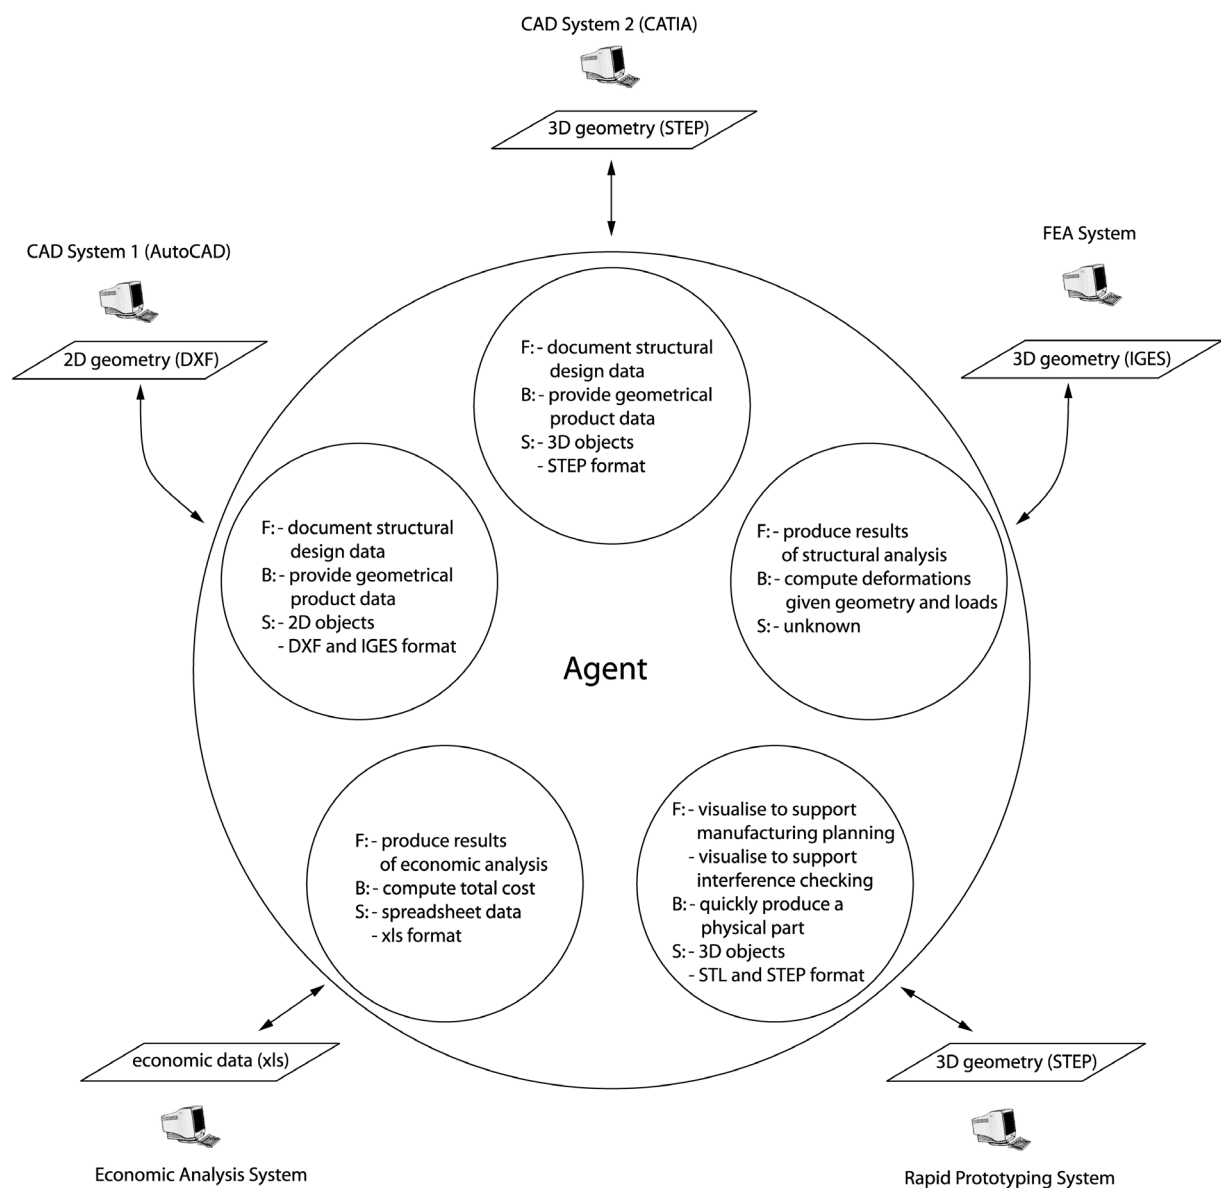 CAD System 2 (CATIA)
3D geometry (STEP)
CAD System 1 (AutoCAD)
2D geometry (DXF)
FEA System
3D geometry (IGES)
F: - document structural
design data
B: - provide geometrical
product data
S: - 3D objects
- STEP format
F: - document structural
design data
B: - provide geometrical
product data
S: - 2D objects
- DXF and IGES format
F: - produce results
of structural analysis
B: - compute deformations
given geometry and loads
S: - unknown
Agent
F: - produce results
of economic analysis
B: - compute total cost
S: - spreadsheet data
- xls format
F: - visualise to support
manufacturing planning
- visualise to support
interference checking
B: - quickly produce a
physical part
S: - 3D objects
- STL and STEP format
economic data (xls)
Economic Analysis System
3D geometry (STEP)
Rapid Prototyping System